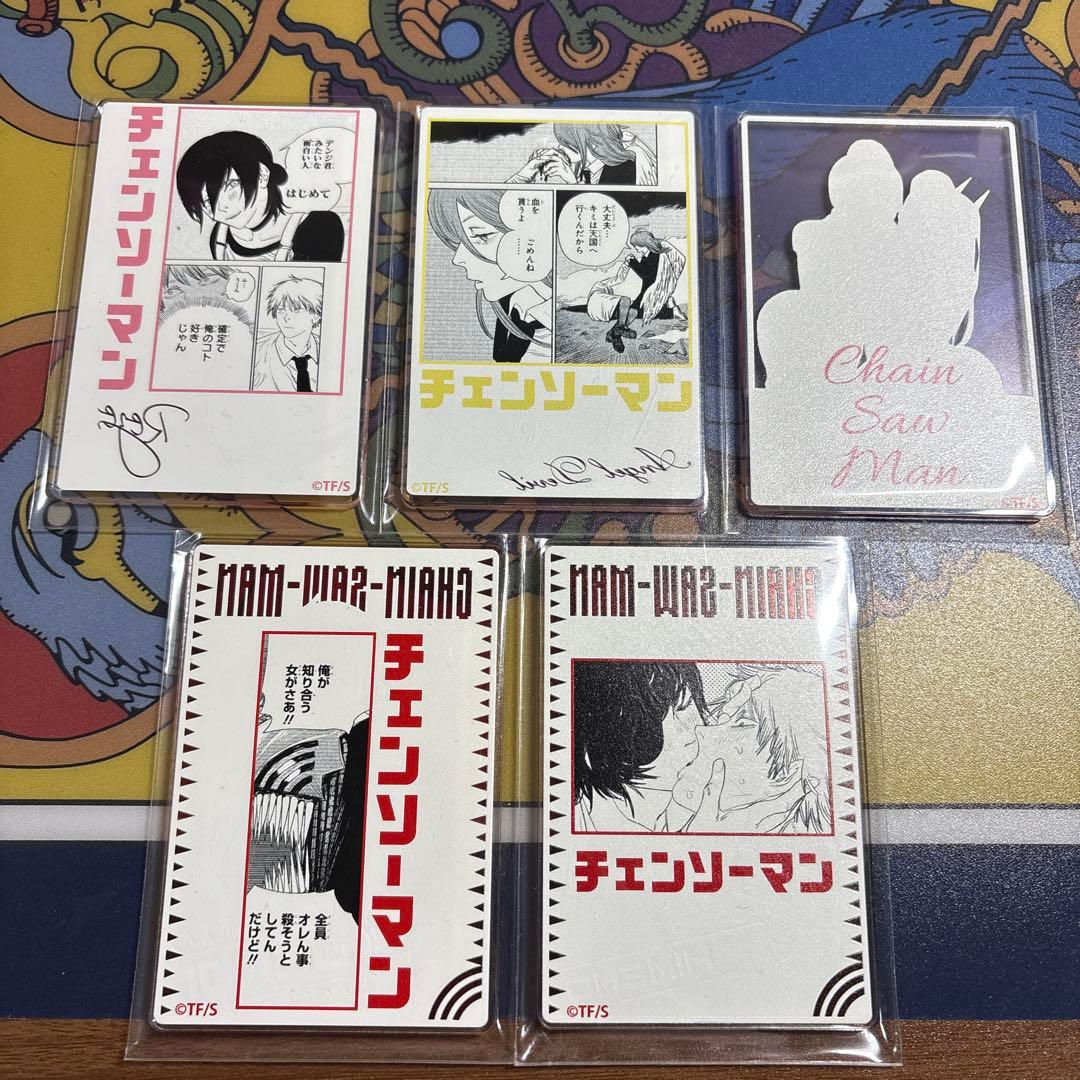 チェンソーマン
デンジ君
みたいな
面白い人
はじめて
確定で
俺のコト
好き
じゃん
Reze
©TF/S
血を
貰うよ
ごめんね
……
大丈夫…
キミは天国へ
行くんだから
チェンソーマン
Angel Devil
©TF/S
Chain
Saw
Man
©TF/S
CHAIN-SAW-MAN
チェンソーマン
俺が
知り合う
女がさあ!!
全員
オレん事
殺そうと
してん
だけど!!
©TF/S
CHAIN-SAW-MAN
チェンソーマン
©TF/S